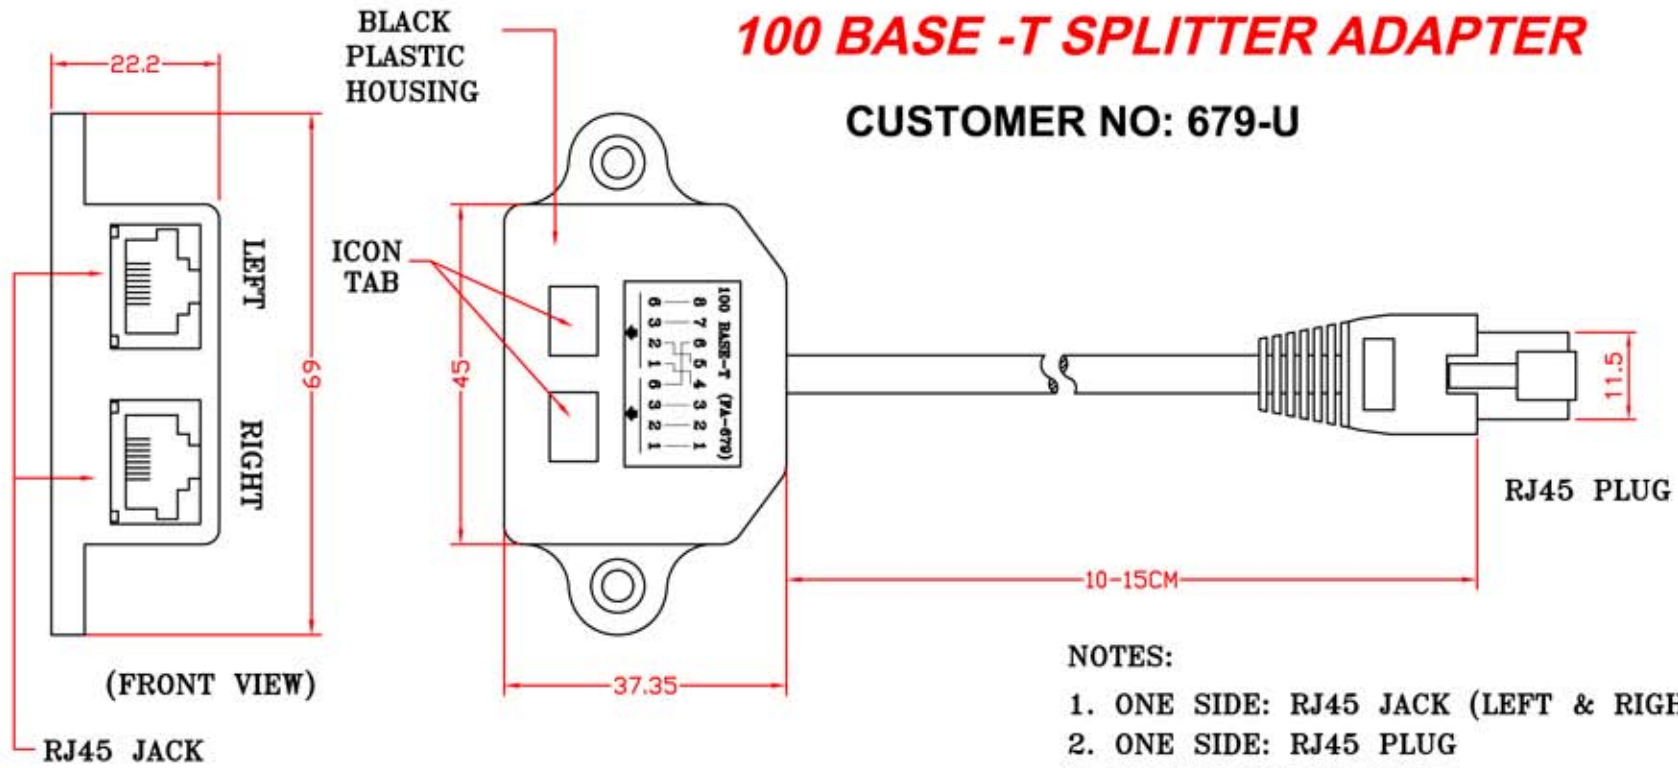 100 BASE -T SPLITTER ADAPTER
CUSTOMER NO: 679-U
BLACK
PLASTIC
HOUSING
22.2
LEFT
RIGHT
69
ICON
TAB
45
100 BASE-T (FA-679)
8 7 6 5 4 3 2 1
6 3 2 1 6 3 2 1
11.5
RJ45 PLUG
10-15CM
37.35
(FRONT VIEW)
RJ45 JACK
NOTES:
1. ONE SIDE: RJ45 JACK (LEFT & RIGH
2. ONE SIDE: RJ45 PLUG